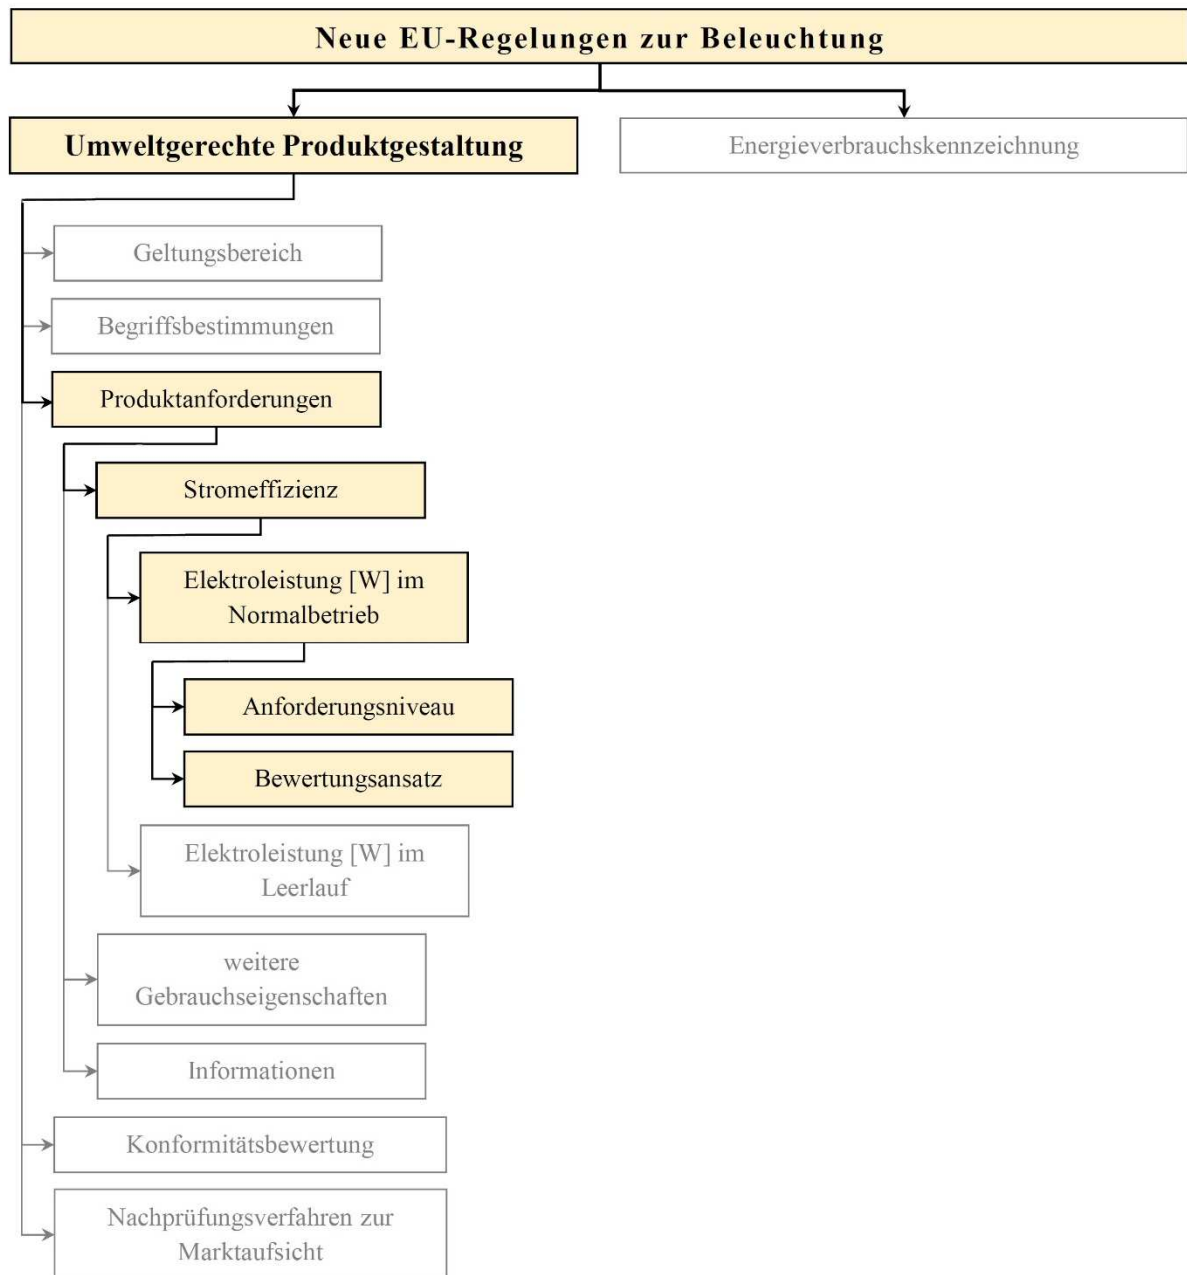 Neue EU-Regelungen zur Beleuchtung
Umweltgerechte Produktgestaltung
Energieverbrauchskennzeichnung
Geltungsbereich
Begriffsbestimmungen
Produktanforderungen
Stromeffizienz
Elektroleistung [W] im
Normalbetrieb
Anforderungsniveau
Bewertungsansatz
Elektroleistung [W] im
Leerlauf
weitere
Gebrauchseigenschaften
Informationen
Konformitätsbewertung
Nachprüfungsverfahren zur
Marktaufsicht